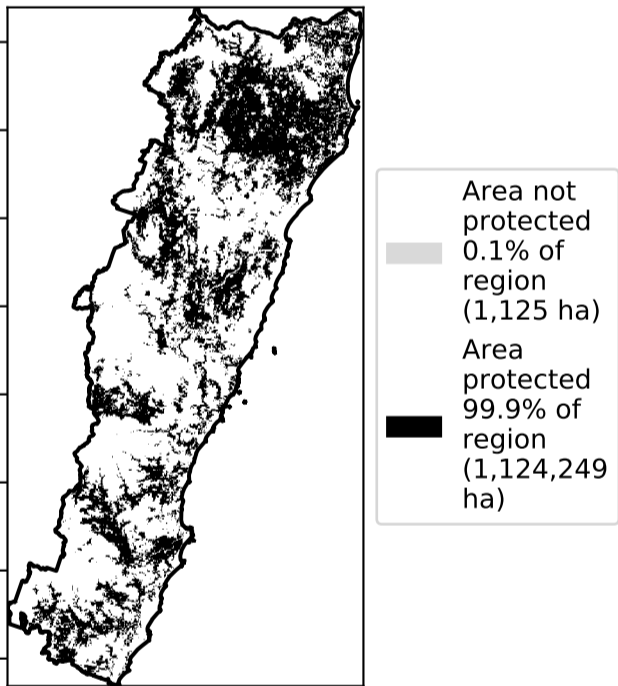 Area not
protected
0.1% of
region
(1,125 ha)
Area
protected
99.9% of
region
(1,124,249
ha)